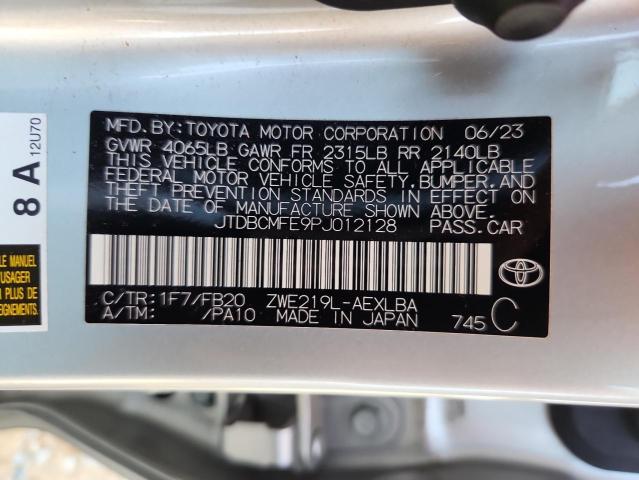 MFD. BY: TOYOTA MOTOR CORPORATION 06/23
GVWR 4065LB GAWR FR 2315LB RR 2140LB
THIS VEHICLE CONFORMS TO ALL APPLICABLE
FEDERAL MOTOR VEHICLE SAFETY, BUMPER, AND
THEFT PREVENTION STANDARDS IN EFFECT ON
THE DATE OF MANUFACTURE SHOWN ABOVE.
JTDBCMFE9PJ012128 PASS. CAR
C/TR: 1F7/FB20 ZWE219L-AEXLBA
A/TM: /PA10 MADE IN JAPAN 745 C
TOYOTA
8 A 12U70
LE MANUEL
'USAGER
R PLUS DE
EIGNEMENTS.